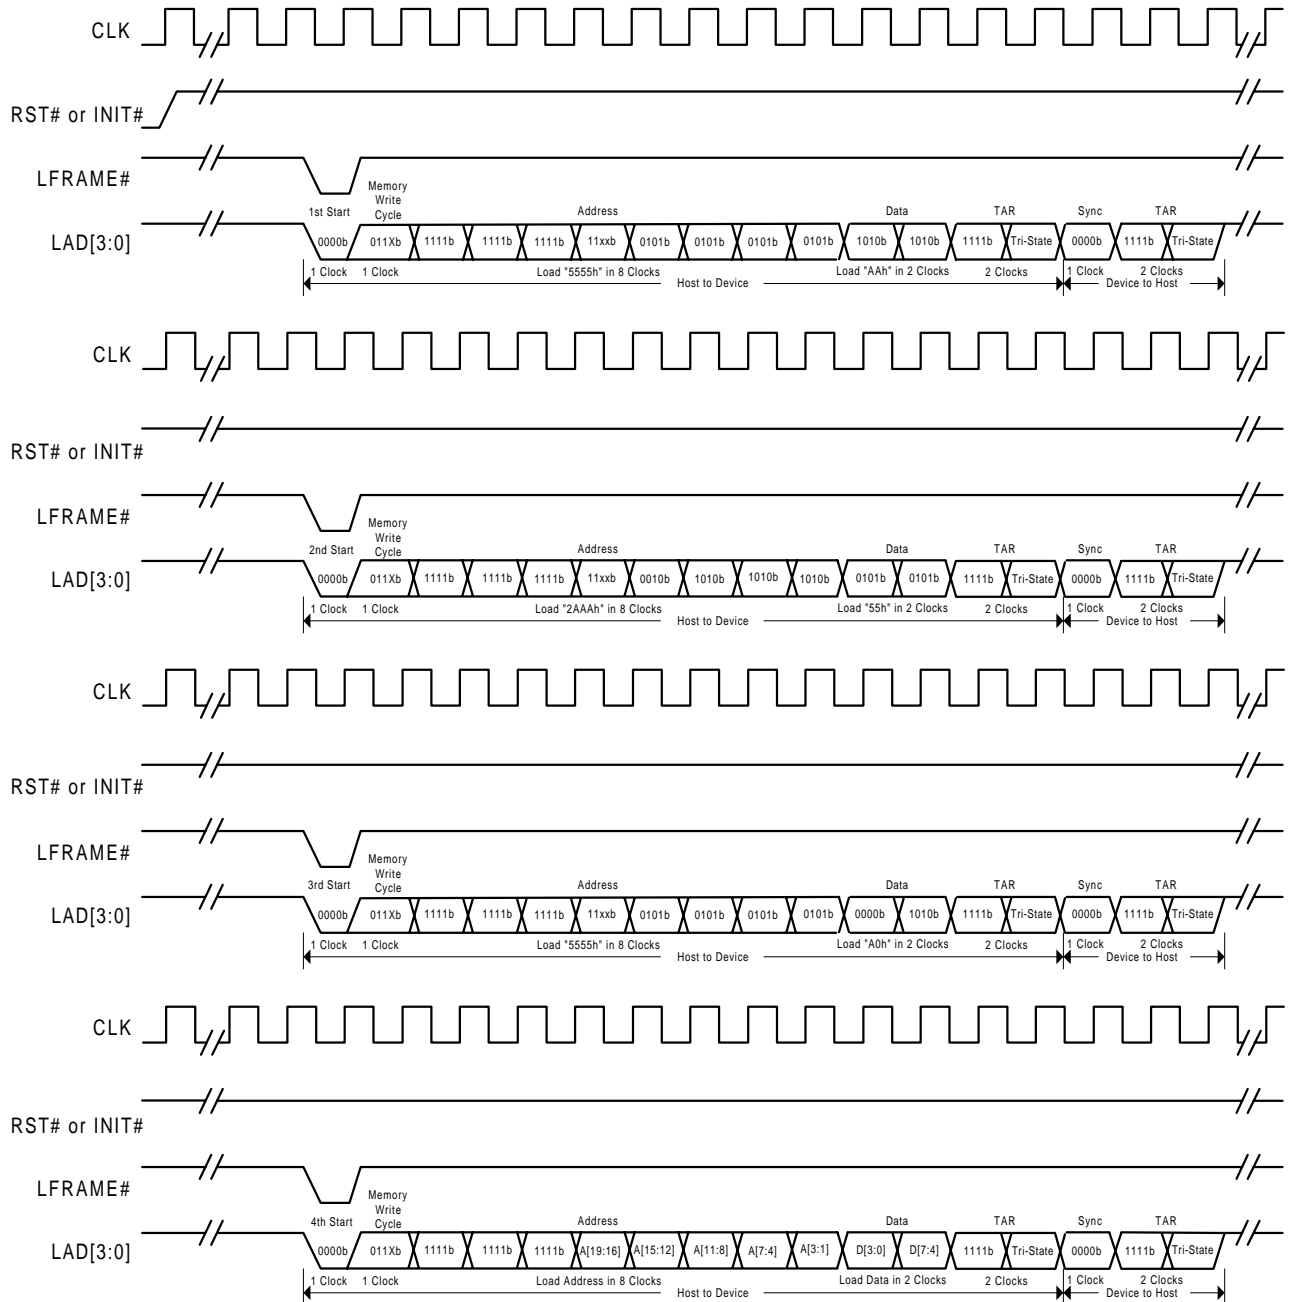 CLK
RST# or INIT#
LFRAME#
Memory
Write
Cycle
1st Start Address Data TAR Sync TAR
LAD[3:0] 0000b 011Xb 1111b 1111b 1111b 11xxb 0101b 0101b 0101b 0101b 1010b 1010b 1111b Tri-State 0000b 1111b Tri-State
1 Clock 1 Clock Load "5555h" in 8 Clocks Load "AAh" in 2 Clocks 2 Clocks 1 Clock 2 Clocks
Host to Device Device to Host
CLK
RST# or INIT#
LFRAME#
Memory
Write
Cycle
2nd Start Address Data TAR Sync TAR
LAD[3:0] 0000b 011Xb 1111b 1111b 1111b 11xxb 0010b 1010b 1010b 1010b 0101b 0101b 1111b Tri-State 0000b 1111b Tri-State
1 Clock 1 Clock Load "2AAAh" in 8 Clocks Load "55h" in 2 Clocks 2 Clocks 1 Clock 2 Clocks
Host to Device Device to Host
CLK
RST# or INIT#
LFRAME#
Memory
Write
Cycle
3rd Start Address Data TAR Sync TAR
LAD[3:0] 0000b 011Xb 1111b 1111b 1111b 11xxb 0101b 0101b 0101b 0101b 0000b 1010b 1111b Tri-State 0000b 1111b Tri-State
1 Clock 1 Clock Load "5555h" in 8 Clocks Load "A0h" in 2 Clocks 2 Clocks 1 Clock 2 Clocks
Host to Device Device to Host
CLK
RST# or INIT#
LFRAME#
Memory
Write
Cycle
4th Start Address Data TAR Sync TAR
LAD[3:0] 0000b 011Xb 1111b 1111b 1111b A[19:16] A[15:12] A[11:8] A[7:4] A[3:1] D[3:0] D[7:4] 1111b Tri-State 0000b 1111b Tri-State
1 Clock 1 Clock Load Address in 8 Clocks Load Data in 2 Clocks 2 Clocks 1 Clock 2 Clocks
Host to Device Device to Host